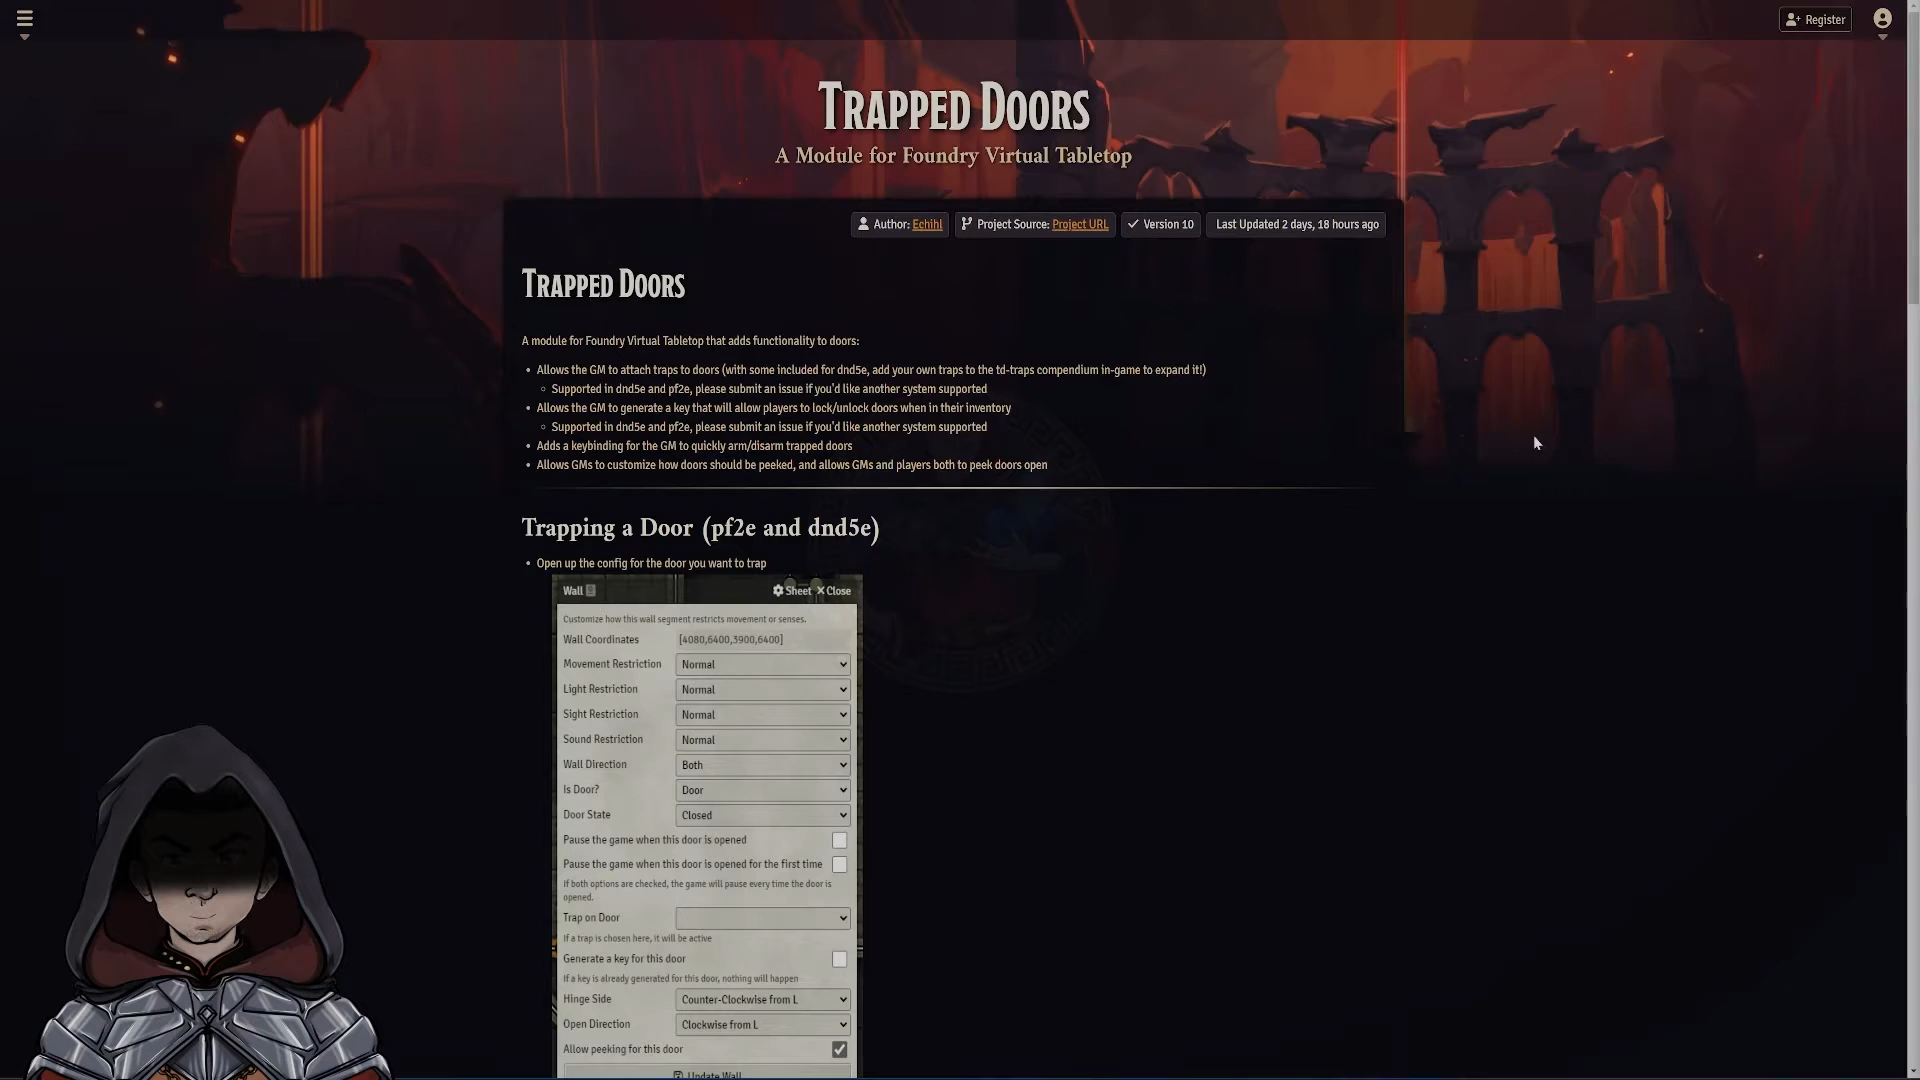 Register
Trapped Doors
A Module for Foundry Virtual Tabletop
Author: Echihl
Project Source: Project URL
Version 10
Last Updated 2 days, 18 hours ago
Trapped Doors
A module for Foundry Virtual Tabletop that adds functionality to doors:
• Allows the GM to attach traps to doors (with some included for dnd5e, add your own traps to the td-traps compendium in-game to expand it!)
◦ Supported in dnd5e and pf2e, please submit an issue if you'd like another system supported
• Allows the GM to generate a key that will allow players to lock/unlock doors when in their inventory
◦ Supported in dnd5e and pf2e, please submit an issue if you'd like another system supported
• Adds a keybinding for the GM to quickly arm/disarm trapped doors
• Allows GMs to customize how doors should be peeked, and allows GMs and players both to peek doors open
Trapping a Door (pf2e and dnd5e)
• Open up the config for the door you want to trap
Wall Sheet Close
Customize how this wall segment restricts movement or senses.
Wall Coordinates [4080,6400,3900,6400]
Movement Restriction Normal
Light Restriction Normal
Sight Restriction Normal
Sound Restriction Normal
Wall Direction Both
Is Door? Door
Door State Closed
Pause the game when this door is opened
Pause the game when this door is opened for the first time
If both options are checked, the game will pause every time the door is
opened.
Trap on Door
If a trap is chosen here, it will be active
Generate a key for this door
If a key is already generated for this door, nothing will happen
Hinge Side Counter-Clockwise from L
Open Direction Clockwise from L
Allow peeking for this door
Update Wall